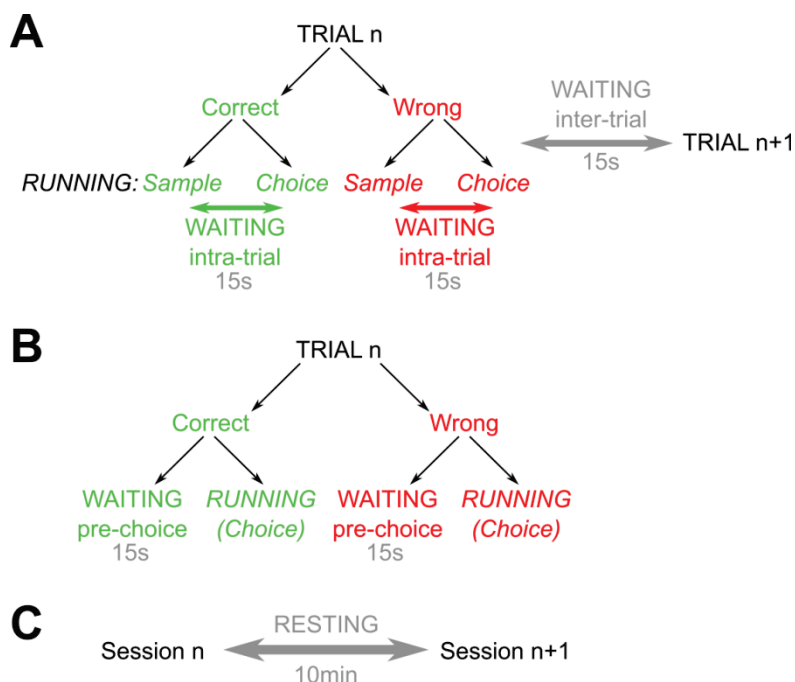 A
TRIAL n
Correct
Wrong
WAITING
inter-trial
15s
TRIAL n+1
RUNNING: Sample Choice Sample Choice
WAITING
intra-trial
15s
WAITING
intra-trial
15s
B
TRIAL n
Correct
Wrong
WAITING
pre-choice
15s
RUNNING
(Choice)
WAITING
pre-choice
15s
RUNNING
(Choice)
C
Session n
RESTING
10min
Session n+1